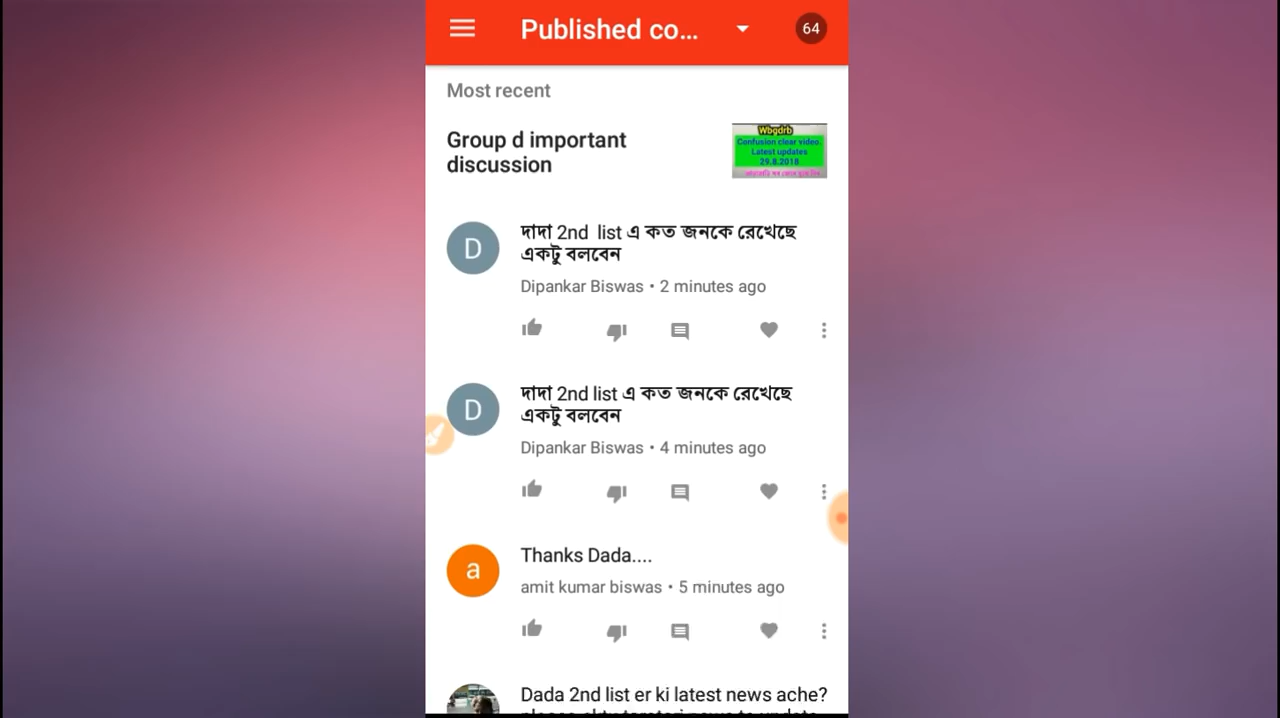 Published co...
64
Most recent
Group d important
discussion
Wbgdrb
Confusion clear video.
Latest updates
29.8.2018
দাদা 2nd list এ কত জনকে রেখেছে
একটু বলবেন
D
Dipankar Biswas • 2 minutes ago
দাদা 2nd list এ কত জনকে রেখেছে
একটু বলবেন
D
Dipankar Biswas • 4 minutes ago
Thanks Dada....
a
amit kumar biswas • 5 minutes ago
Dada 2nd list er ki latest news ache?